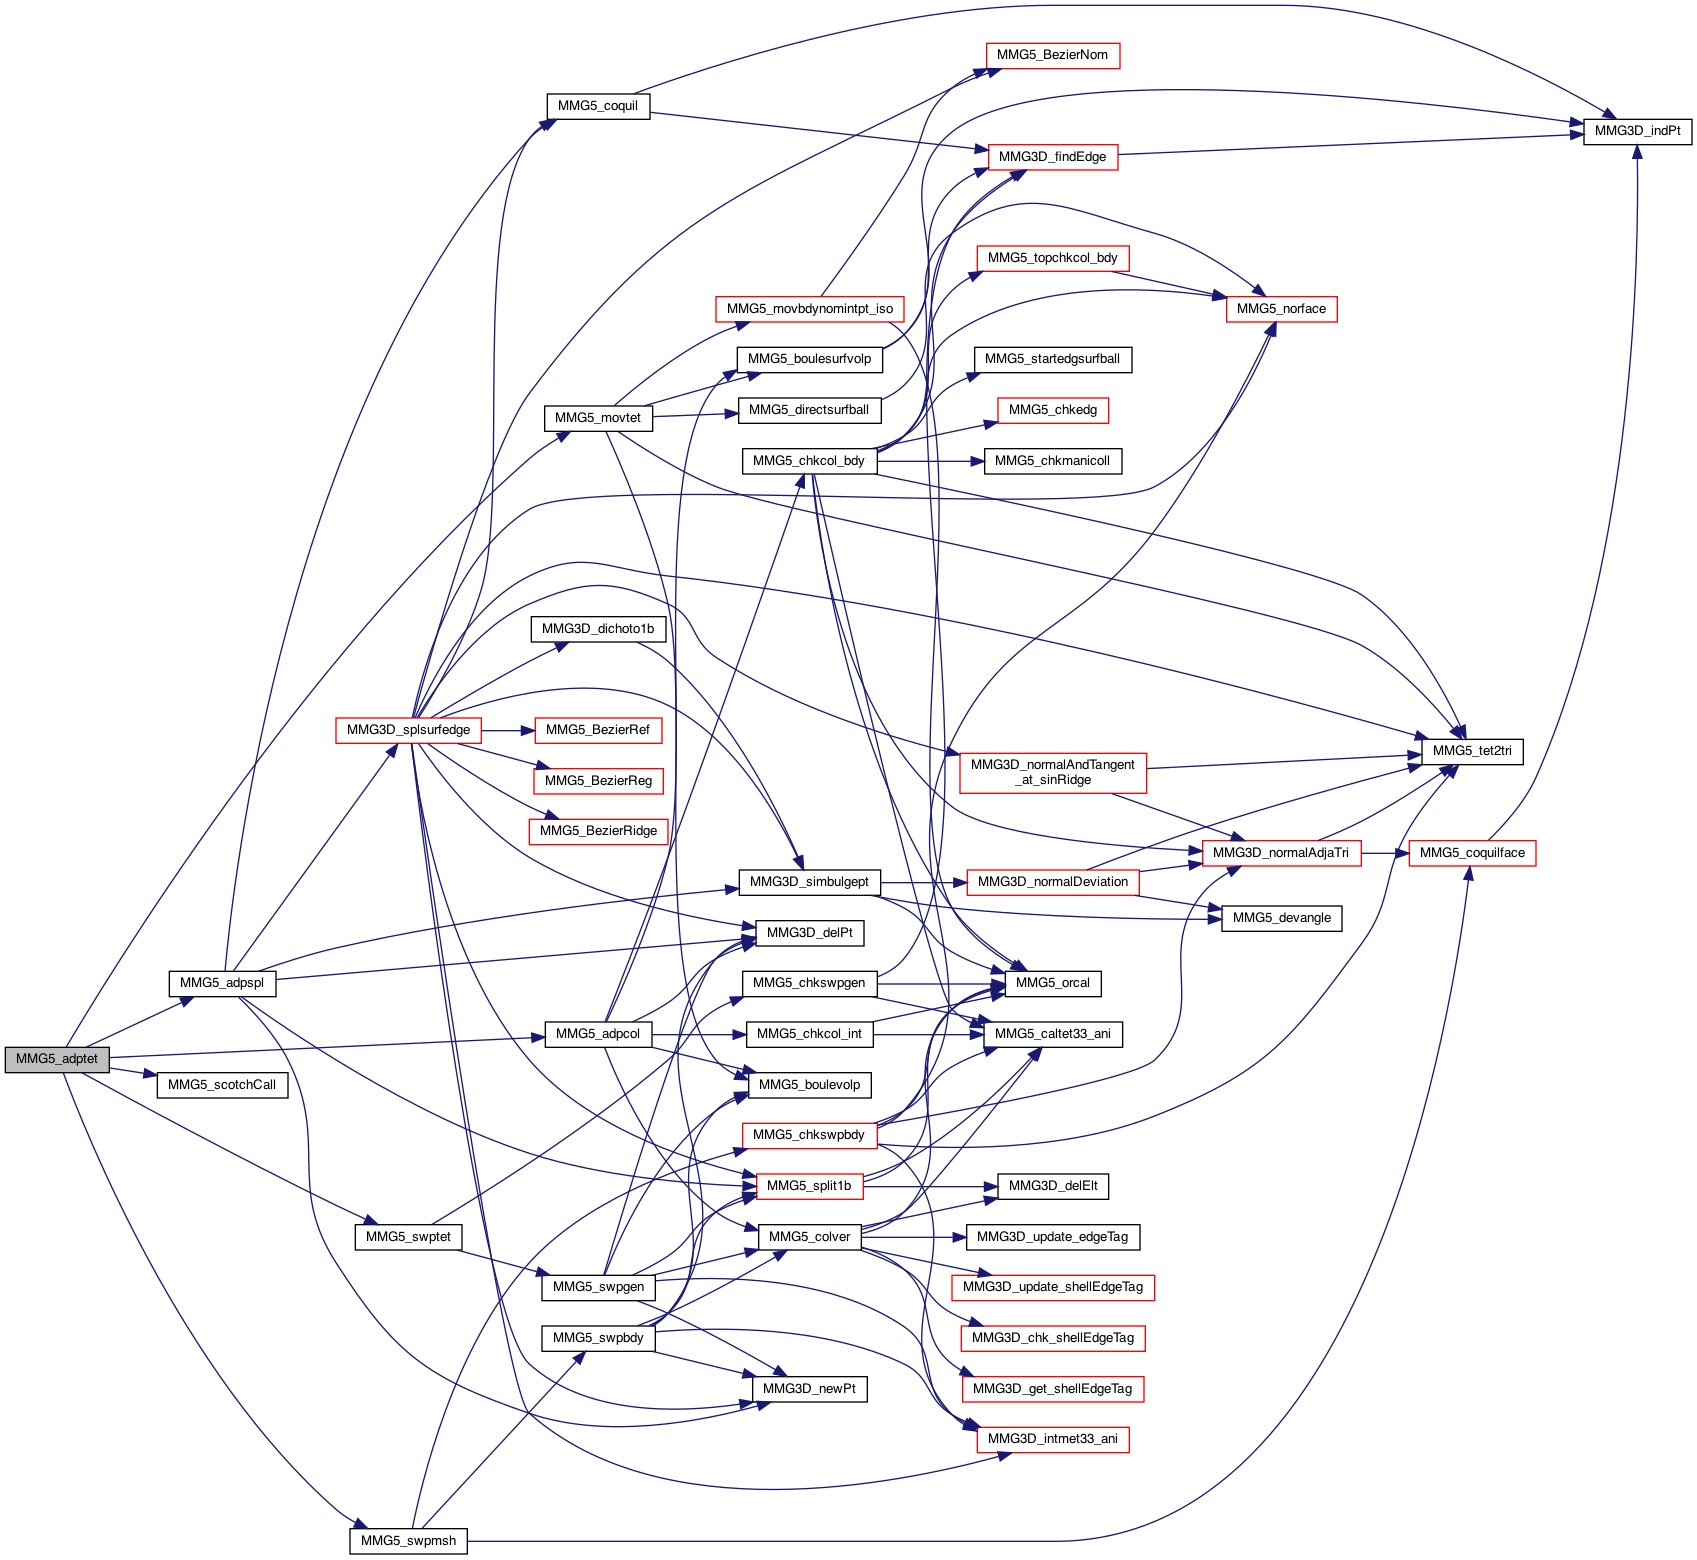 MMG5_BezierNom
MMG5_coquil
MMG3D_indPt
MMG3D_findEdge
MMG5_topchkcol_bdy
MMG5_movbdynomintpt_iso
MMG5_norface
MMG5_boulesurfvolp
MMG5_startedgsurfball
MMG5_movtet
MMG5_directsurfball
MMG5_chkedg
MMG5_chkcol_bdy
MMG5_chkmanicoll
MMG3D_dichoto1b
MMG3D_splsurfedge
MMG5_BezierRef
MMG5_tet2tri
MMG3D_normalAndTangent
_at_sinRidge
MMG5_BezierReg
MMG5_BezierRidge
MMG3D_normalAdjaTri
MMG5_coquilface
MMG3D_simbulgept
MMG3D_normalDeviation
MMG5_devangle
MMG3D_delPt
MMG5_adpspl
MMG5_chkswpgen
MMG5_orcal
MMG5_adpcol
MMG5_chkcol_int
MMG5_caltet33_ani
MMG5_adptet
MMG5_scotchCall
MMG5_boulevolp
MMG5_chkswpbdy
MMG5_split1b
MMG3D_delElt
MMG5_swptet
MMG5_colver
MMG3D_update_edgeTag
MMG5_swpgen
MMG3D_update_shellEdgeTag
MMG5_swpbdy
MMG3D_chk_shellEdgeTag
MMG3D_newPt
MMG3D_get_shellEdgeTag
MMG3D_intmet33_ani
MMG5_swpmsh